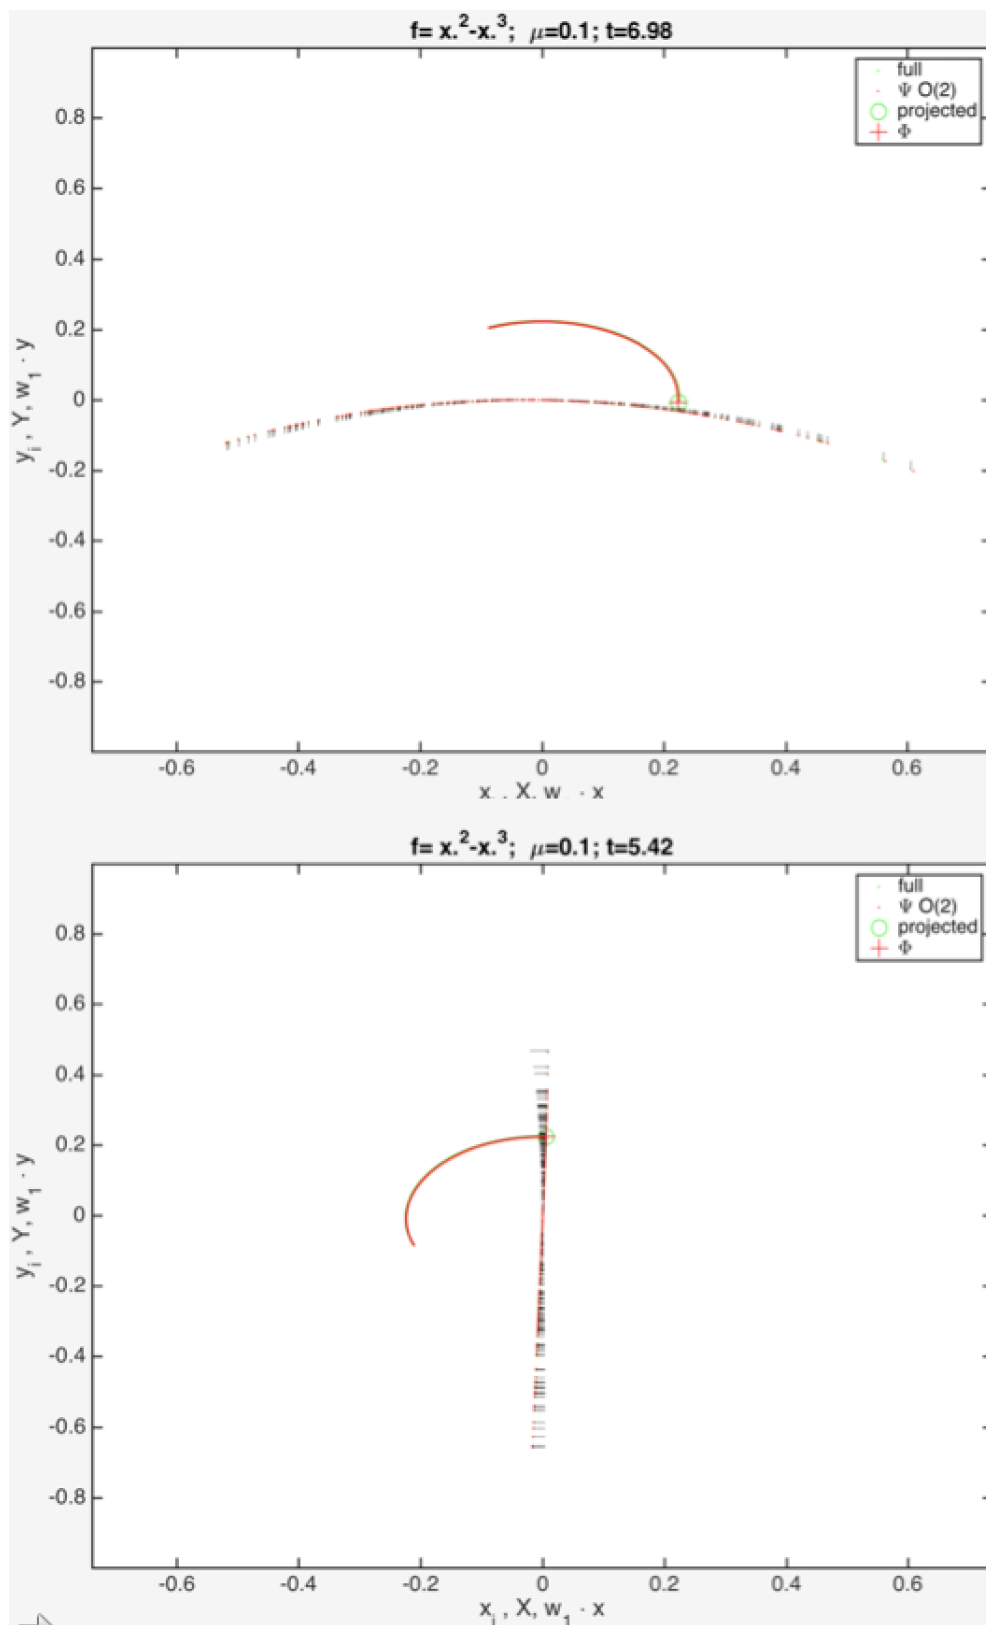 f= x.^2-x.^3; μ=0.1; t=6.98
full
Ψ O(2)
projected
Φ
0.8
0.6
0.4
0.2
0
-0.2
-0.4
-0.6
-0.8
y_i , Y, w_1 · y
-0.6 -0.4 -0.2 0 0.2 0.4 0.6
X, w · x
f= x.^2-x.^3; μ=0.1; t=5.42
full
Ψ O(2)
projected
Φ
0.8
0.6
0.4
0.2
0
-0.2
-0.4
-0.6
-0.8
y_i , Y, w_1 · y
-0.6 -0.4 -0.2 0 0.2 0.4 0.6
x_i , X, w_1 · x